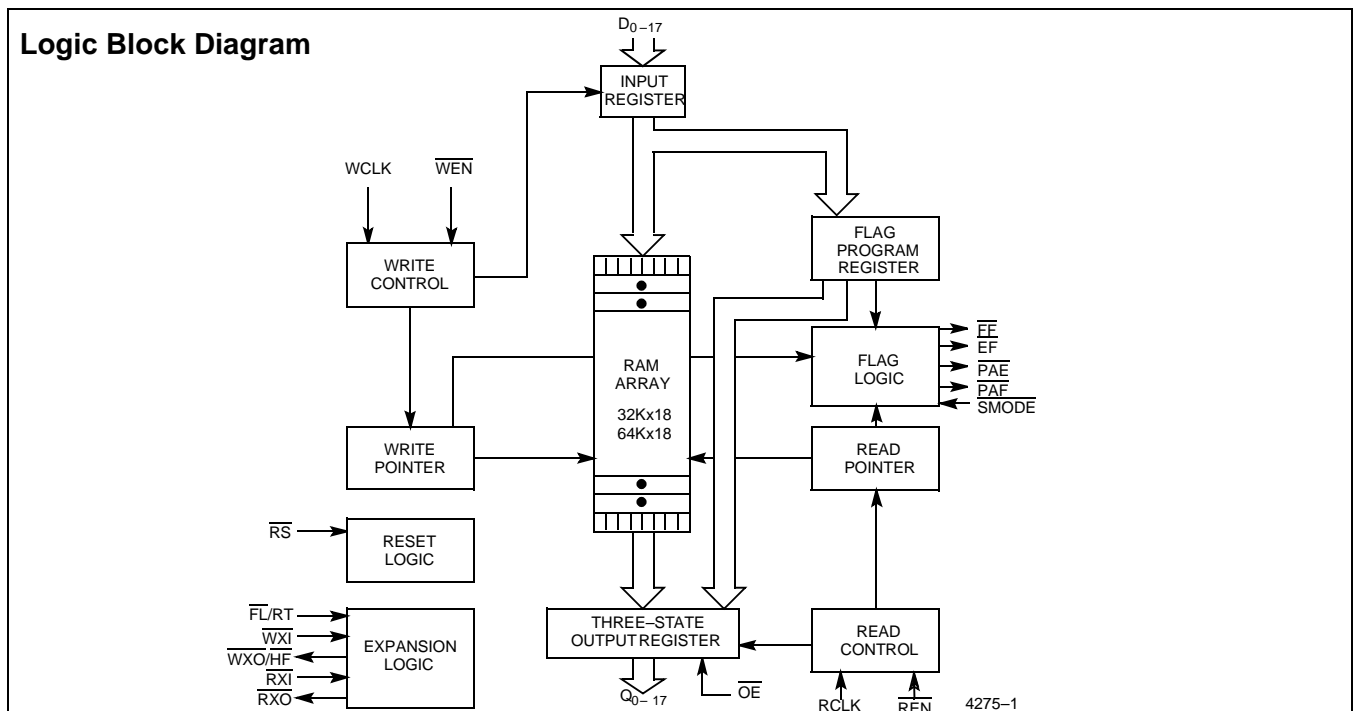 Logic Block Diagram
D0–17
INPUT
REGISTER
WCLK
WEN
FLAG
PROGRAM
REGISTER
WRITE
CONTROL
FF
EF
PAE
PAF
SMODE
FLAG
LOGIC
RAM
ARRAY
32Kx18
64Kx18
WRITE
POINTER
READ
POINTER
RS
RESET
LOGIC
FL/RT
WXI
WXO/HF
RXI
RXO
EXPANSION
LOGIC
THREE–STATE
OUTPUT REGISTER
READ
CONTROL
Q0–17
OE
RCLK
REN
4275–1